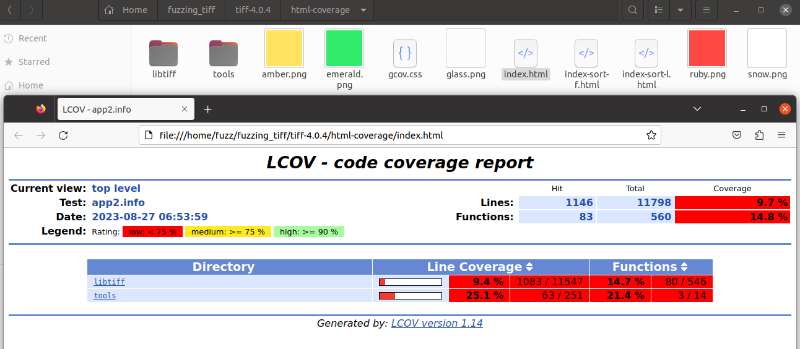 Home fuzzing_tiff tiff-4.0.4 html-coverage
Recent
Starred
Home
libtiff tools amber.png emerald.png gcov.css glass.png index.html index-sort-f.html index-sort-l.html ruby.png snow.png
LCOV - app2.info
file:///home/fuzz/fuzzing_tiff/tiff-4.0.4/html-coverage/index.html
LCOV - code coverage report
Current view: top level Hit Total Coverage
Test: app2.info Lines: 1146 11798 9.7 %
Date: 2023-08-27 06:53:59 Functions: 83 560 14.8 %
Legend: Rating: low: < 75 % medium: >= 75 % high: >= 90 %
Directory Line Coverage Functions
libtiff 9.4 % 1083 / 11547 14.7 % 80 / 546
tools 25.1 % 63 / 251 21.4 % 3 / 14
Generated by: LCOV version 1.14